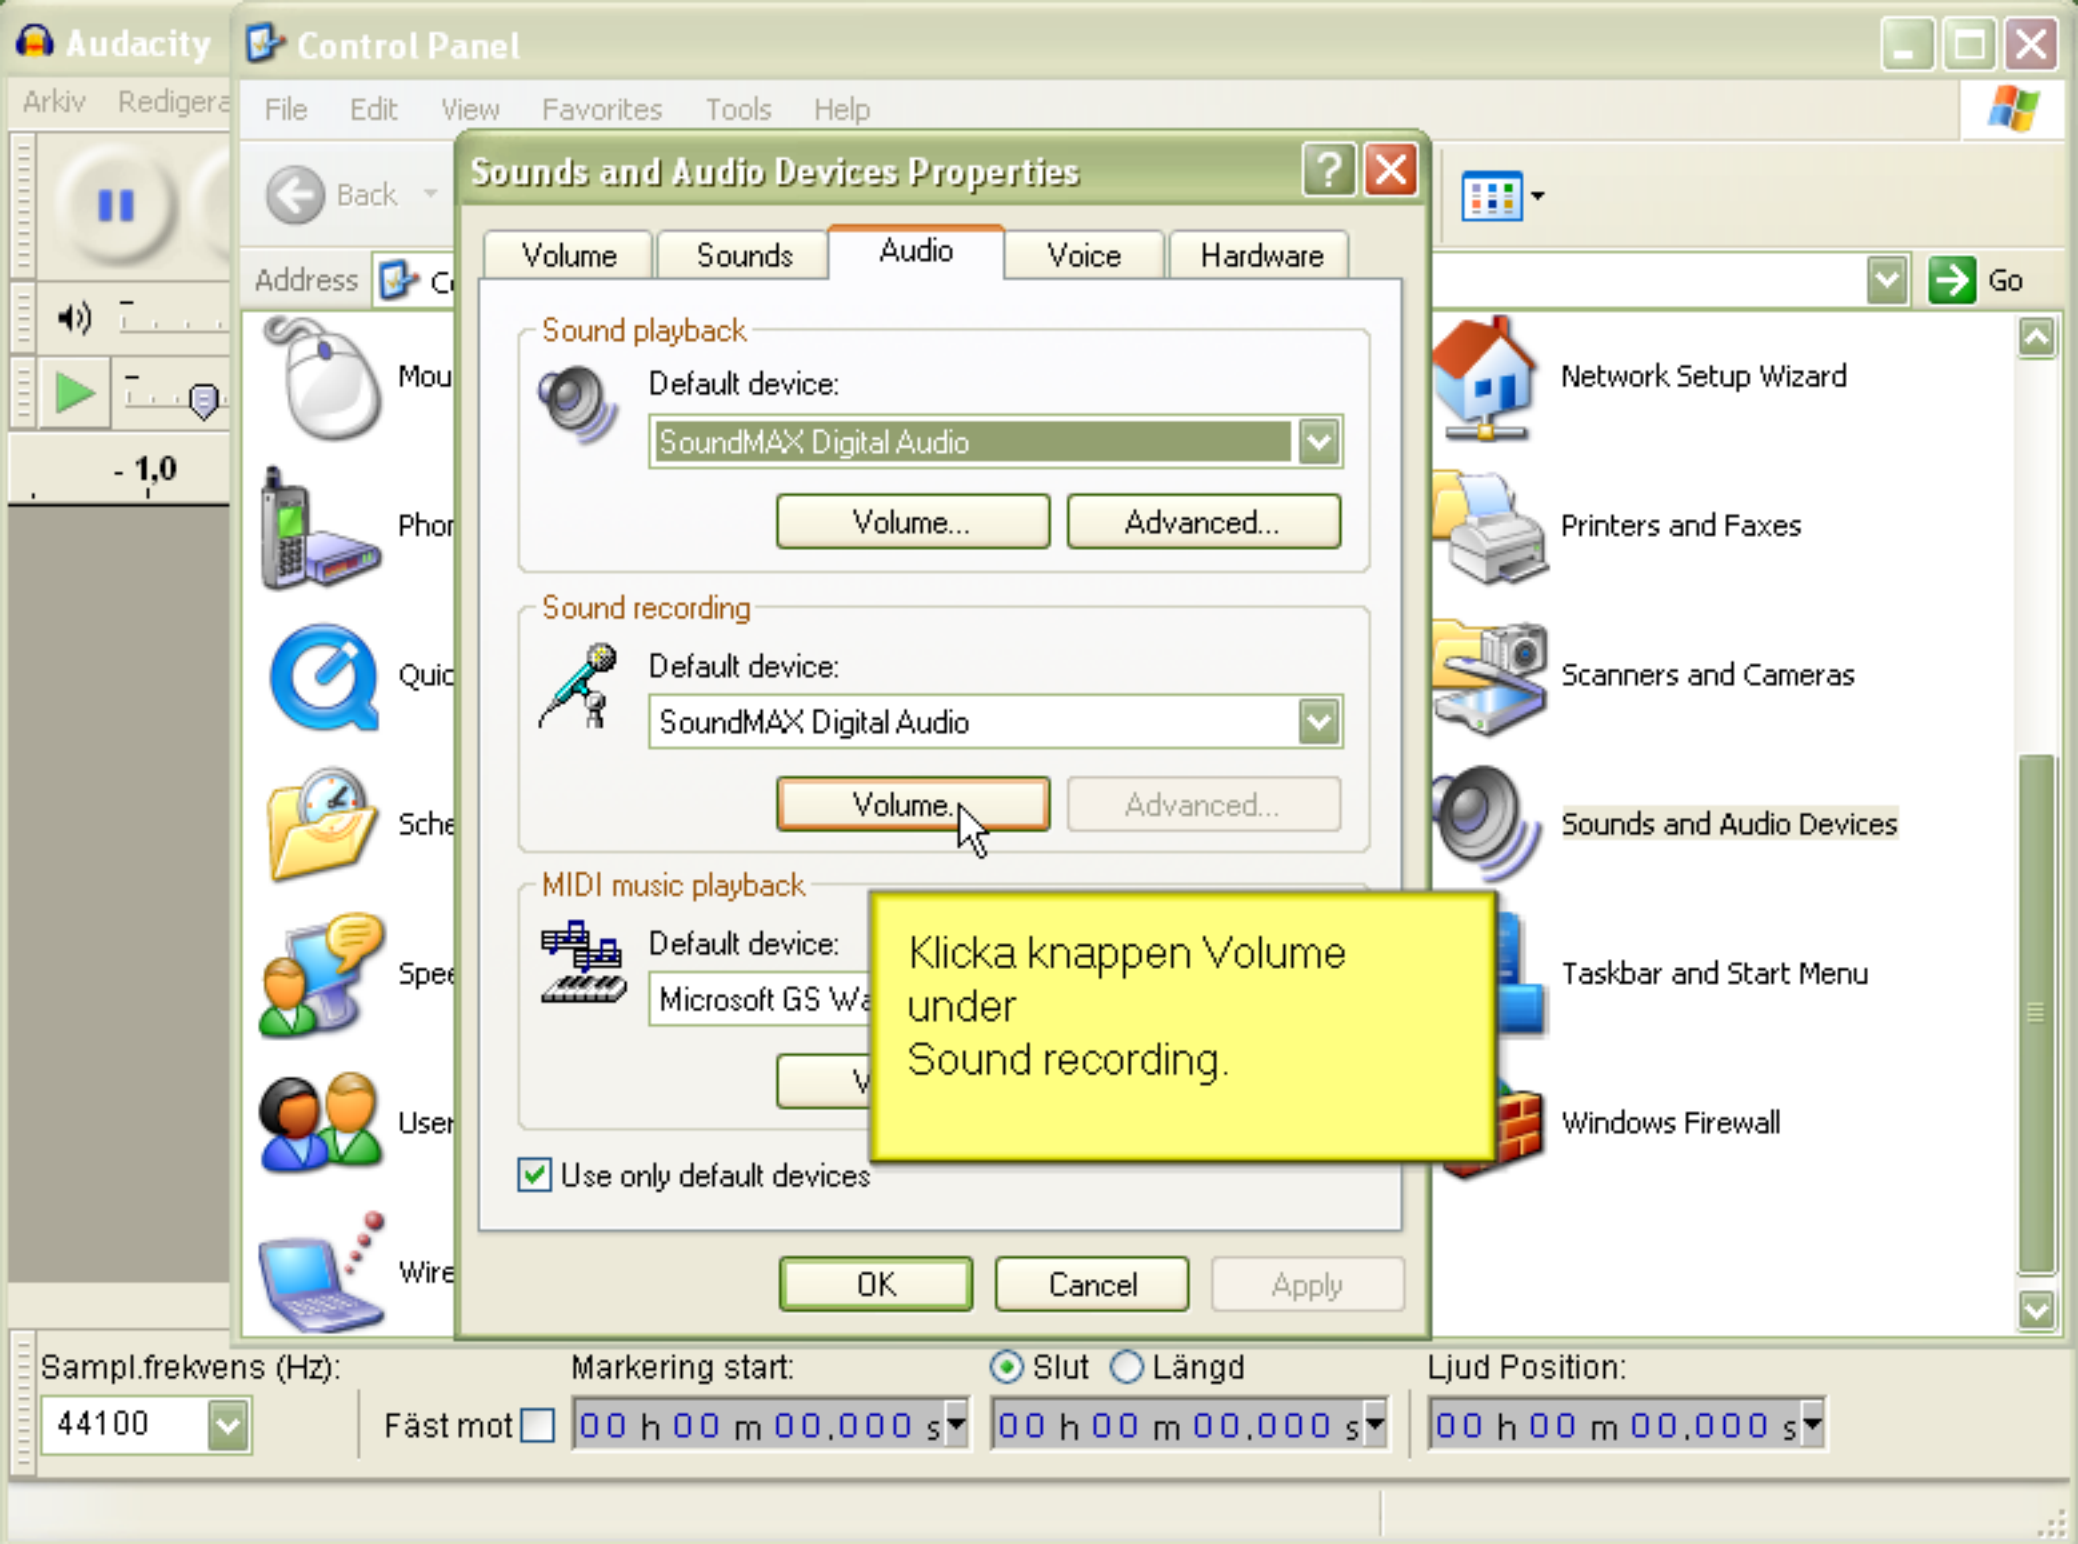 Audacity
Control Panel
Arkiv Redigera
File Edit View Favorites Tools Help
Back
Sounds and Audio Devices Properties
Volume Sounds Audio Voice Hardware
Address
Go
Sound playback
Default device:
SoundMAX Digital Audio
Volume... Advanced...
- 1,0
Sound recording
Default device:
SoundMAX Digital Audio
Volume. Advanced...
MIDI music playback
Default device:
Microsoft GS Wa
V
Use only default devices
OK Cancel Apply
Klicka knappen Volume
under
Sound recording.
Mou
Phor
Quic
Sche
Spee
User
Wire
Network Setup Wizard
Printers and Faxes
Scanners and Cameras
Sounds and Audio Devices
Taskbar and Start Menu
Windows Firewall
Sampl.frekvens (Hz): Markering start: Slut Längd Ljud Position:
44100 Fäst mot 00 h 00 m 00.000 s 00 h 00 m 00.000 s 00 h 00 m 00.000 s